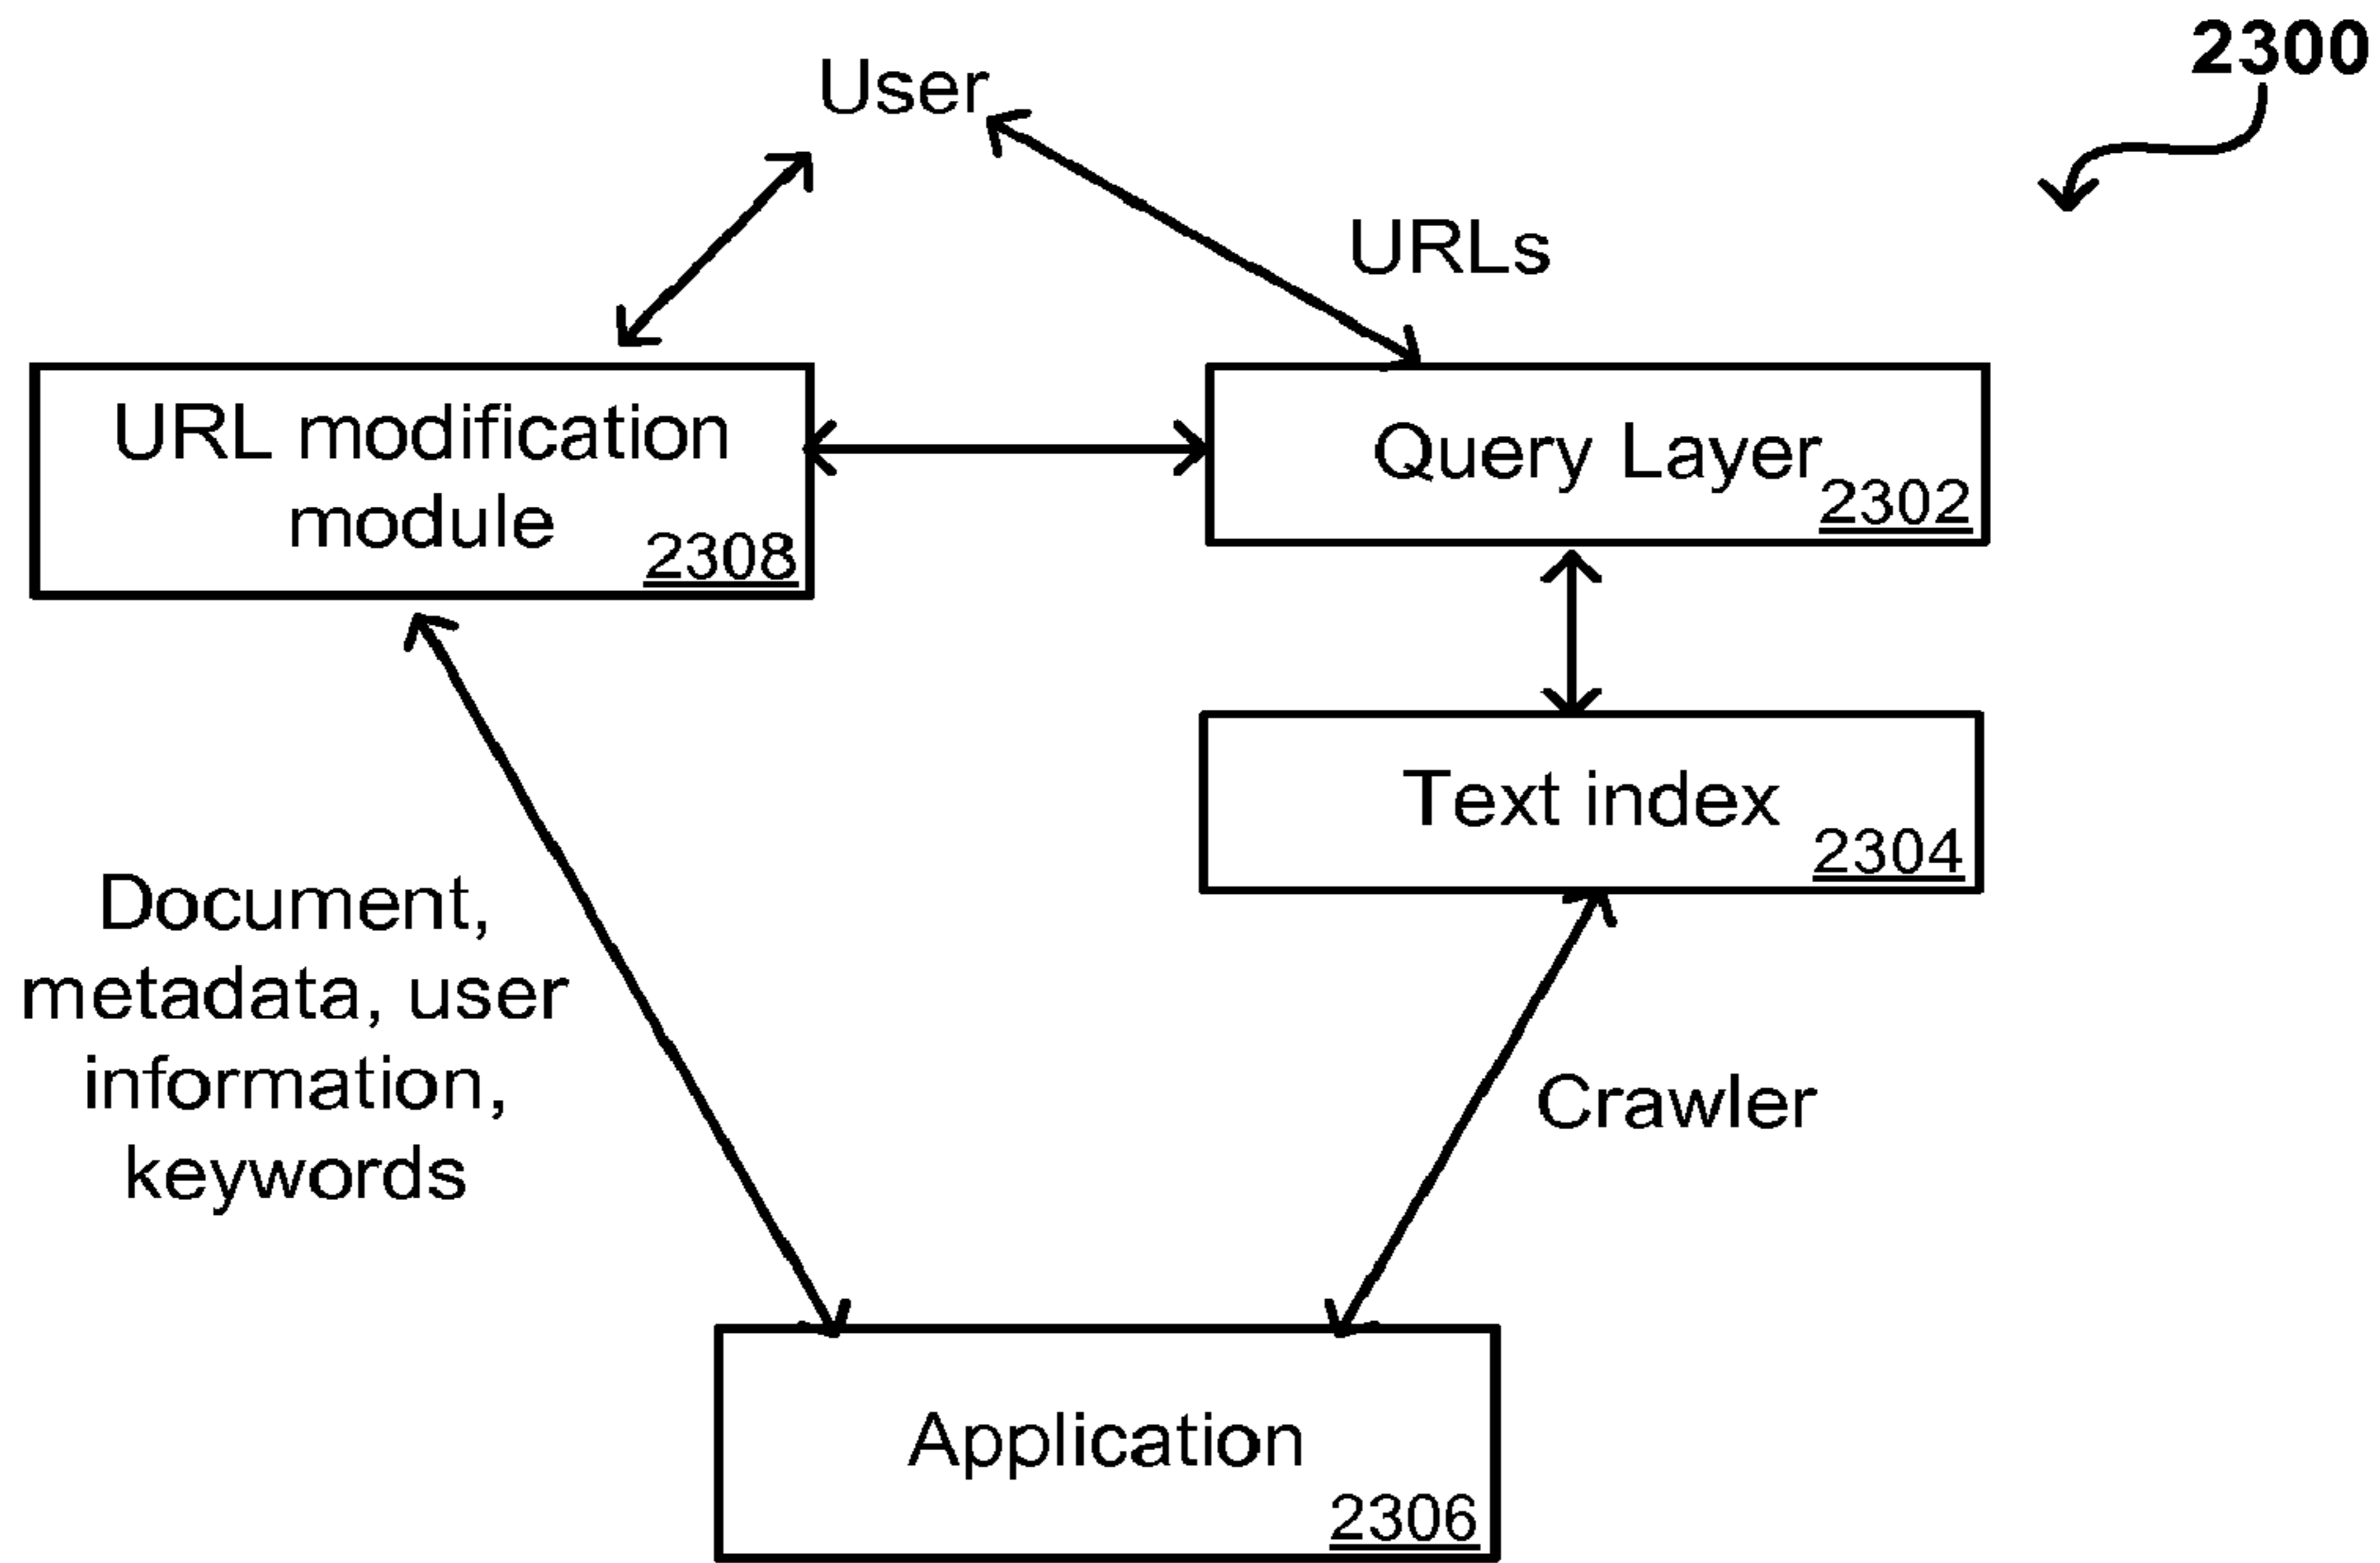 2300
User
URLs
URL modification
module
2308
Query Layer
2302
Text index
2304
Document,
metadata, user
information,
keywords
Crawler
Application
2306